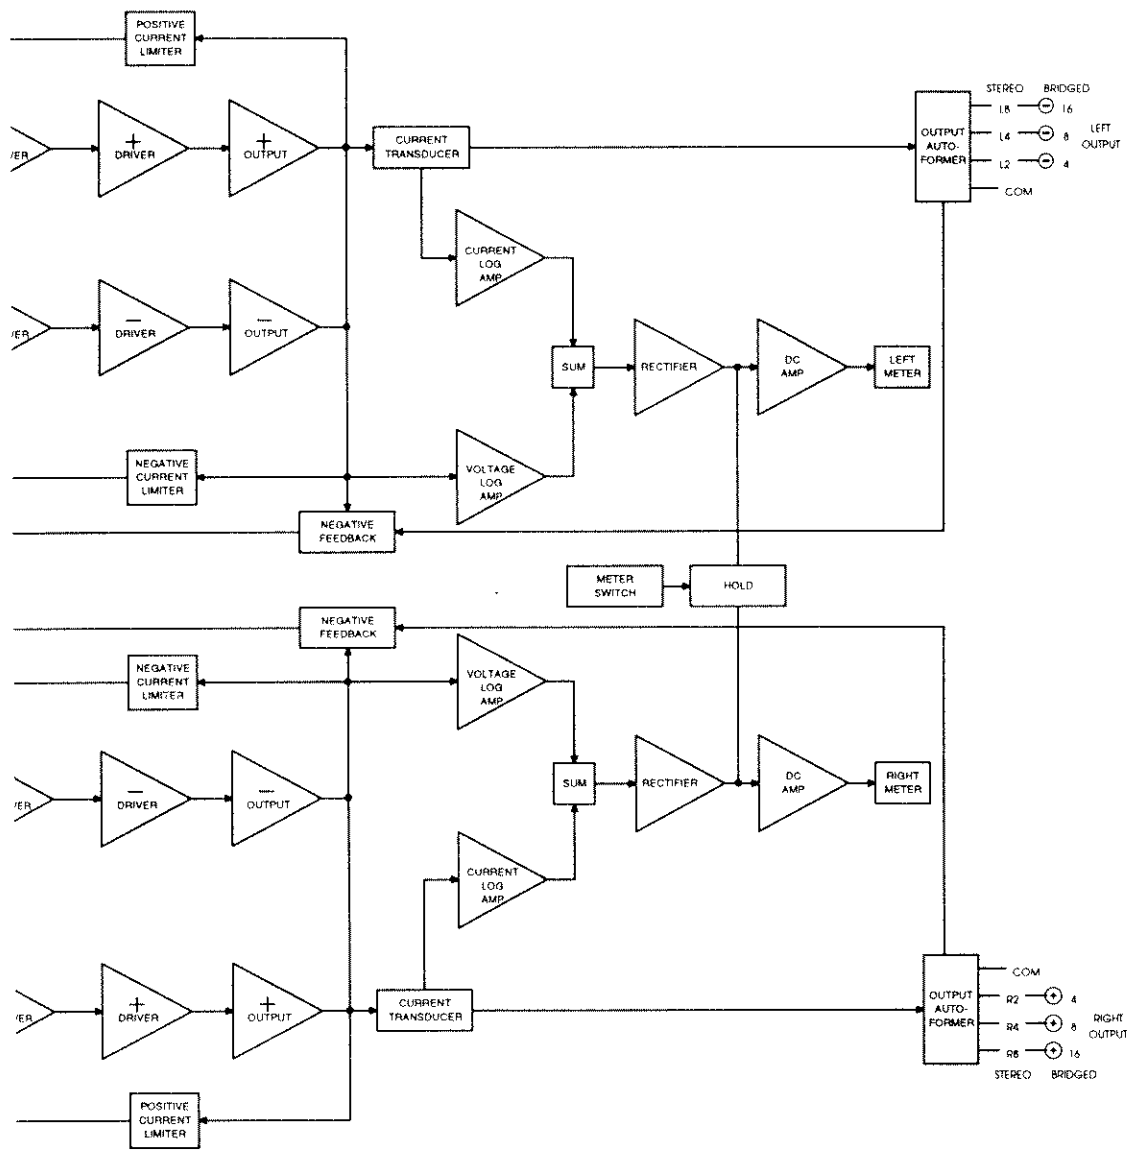 POSITIVE
CURRENT
LIMITER
STEREO BRIDGED
L8 − 16
L4 − 8
L2 − 4
COM
LEFT
OUTPUT
OUTPUT
AUTO-
FORMER
VER
+
DRIVER
+
OUTPUT
CURRENT
TRANSDUCER
CURRENT
LOG
AMP
VER
−
DRIVER
−
OUTPUT
SUM
RECTIFIER
DC
AMP
LEFT
METER
NEGATIVE
CURRENT
LIMITER
VOLTAGE
LOG
AMP
NEGATIVE
FEEDBACK
METER
SWITCH
HOLD
NEGATIVE
FEEDBACK
NEGATIVE
CURRENT
LIMITER
VOLTAGE
LOG
AMP
VER
−
DRIVER
−
OUTPUT
SUM
RECTIFIER
DC
AMP
RIGHT
METER
CURRENT
LOG
AMP
VER
+
DRIVER
+
OUTPUT
CURRENT
TRANSDUCER
OUTPUT
AUTO-
FORMER
COM
R2 + 4
R4 + 8
R8 + 16
RIGHT
OUTPUT
STEREO BRIDGED
POSITIVE
CURRENT
LIMITER